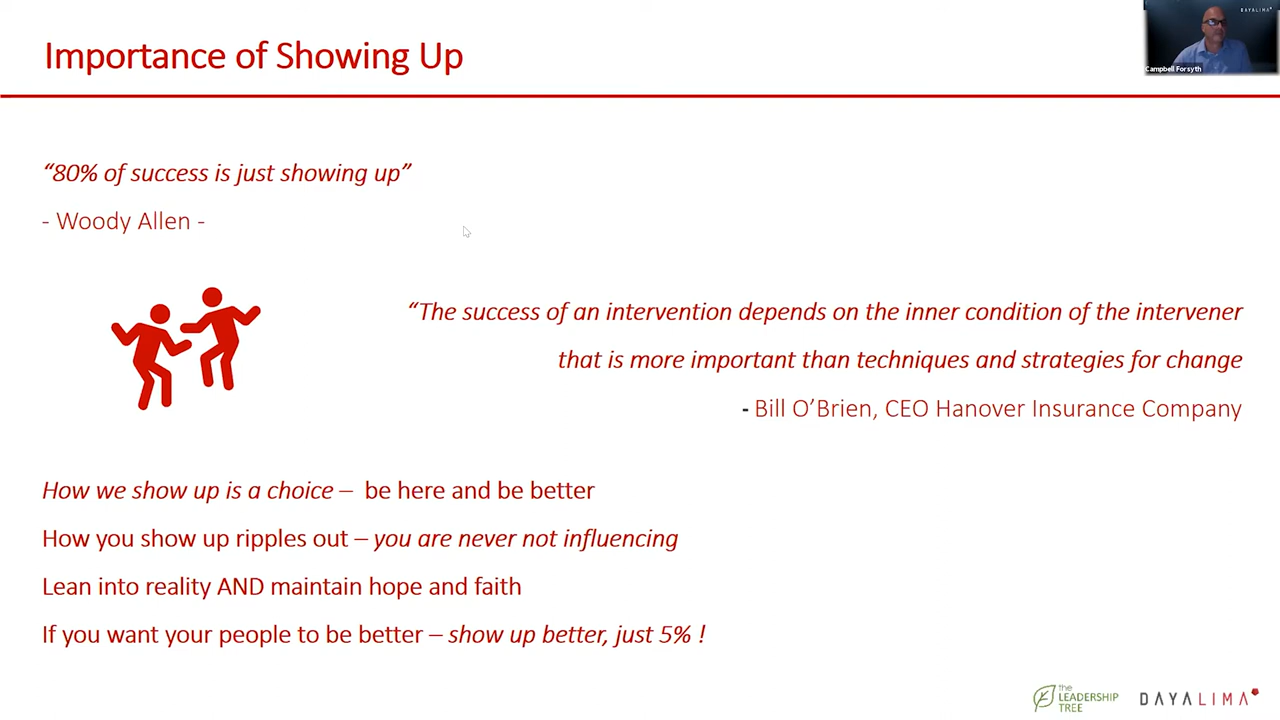 Importance of Showing Up
DAYALIMA
Campbell Forsyth
“80% of success is just showing up”
- Woody Allen -
“The success of an intervention depends on the inner condition of the intervener
that is more important than techniques and strategies for change
- Bill O’Brien, CEO Hanover Insurance Company
How we show up is a choice – be here and be better
How you show up ripples out – you are never not influencing
Lean into reality AND maintain hope and faith
If you want your people to be better – show up better, just 5% !
the
LEADERSHIP
TREE
DAYALIMA